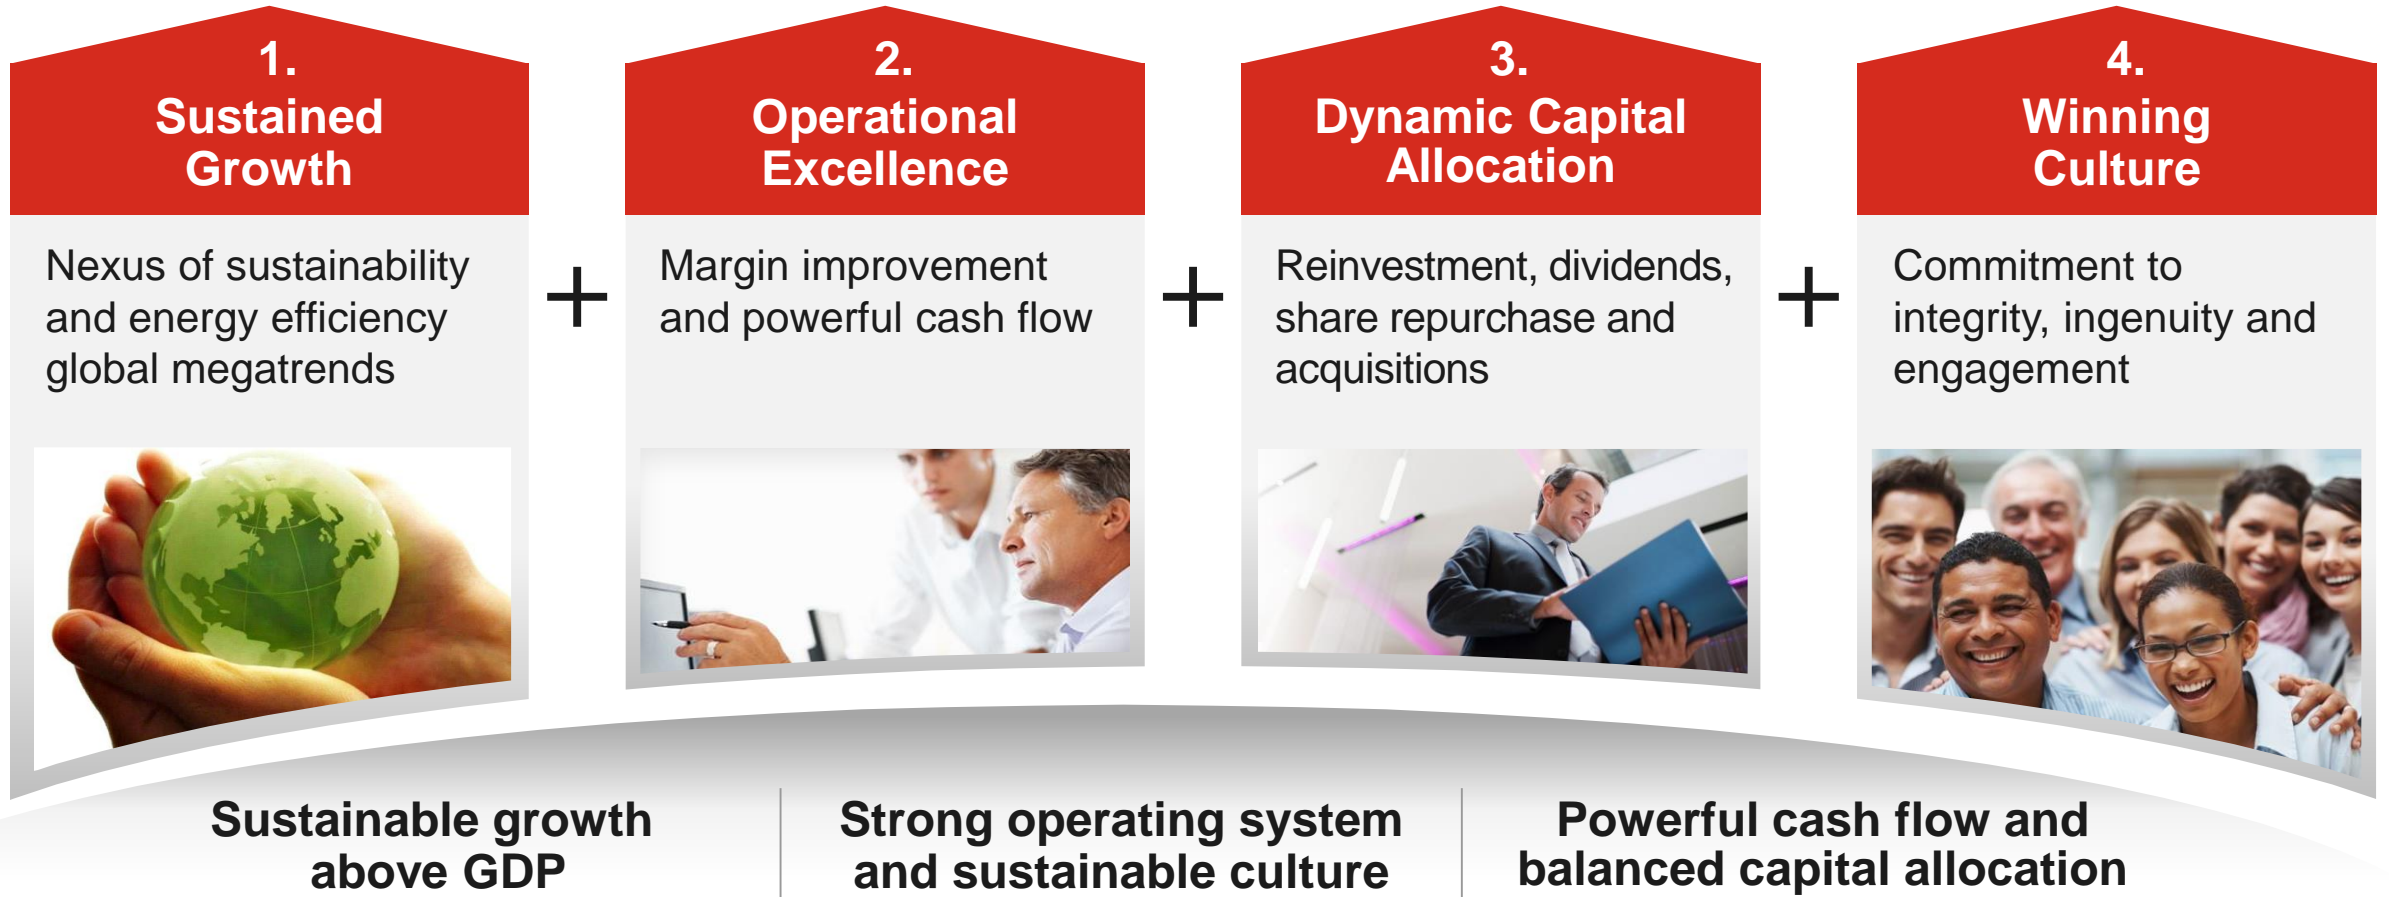 1.
Sustained
Growth
Nexus of sustainability
and energy efficiency
global megatrends
+
2.
Operational
Excellence
Margin improvement
and powerful cash flow
+
3.
Dynamic Capital
Allocation
Reinvestment, dividends,
share repurchase and
acquisitions
+
4.
Winning
Culture
Commitment to
integrity, ingenuity and
engagement
Sustainable growth
above GDP
Strong operating system
and sustainable culture
Powerful cash flow and
balanced capital allocation